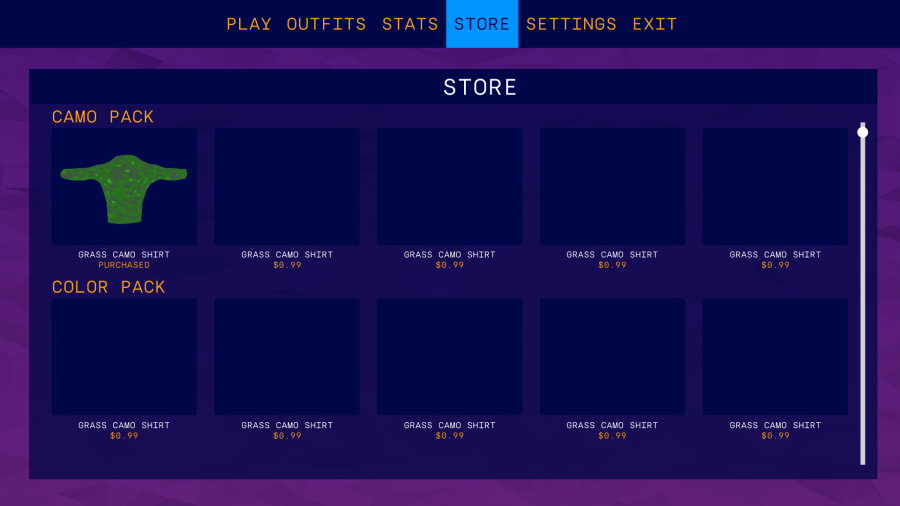 PLAY OUTFITS STATS STORE SETTINGS EXIT
STORE
CAMO PACK
GRASS CAMO SHIRT GRASS CAMO SHIRT GRASS CAMO SHIRT GRASS CAMO SHIRT GRASS CAMO SHIRT
PURCHASED $0.99 $0.99 $0.99 $0.99
COLOR PACK
GRASS CAMO SHIRT GRASS CAMO SHIRT GRASS CAMO SHIRT GRASS CAMO SHIRT GRASS CAMO SHIRT
$0.99 $0.99 $0.99 $0.99 $0.99